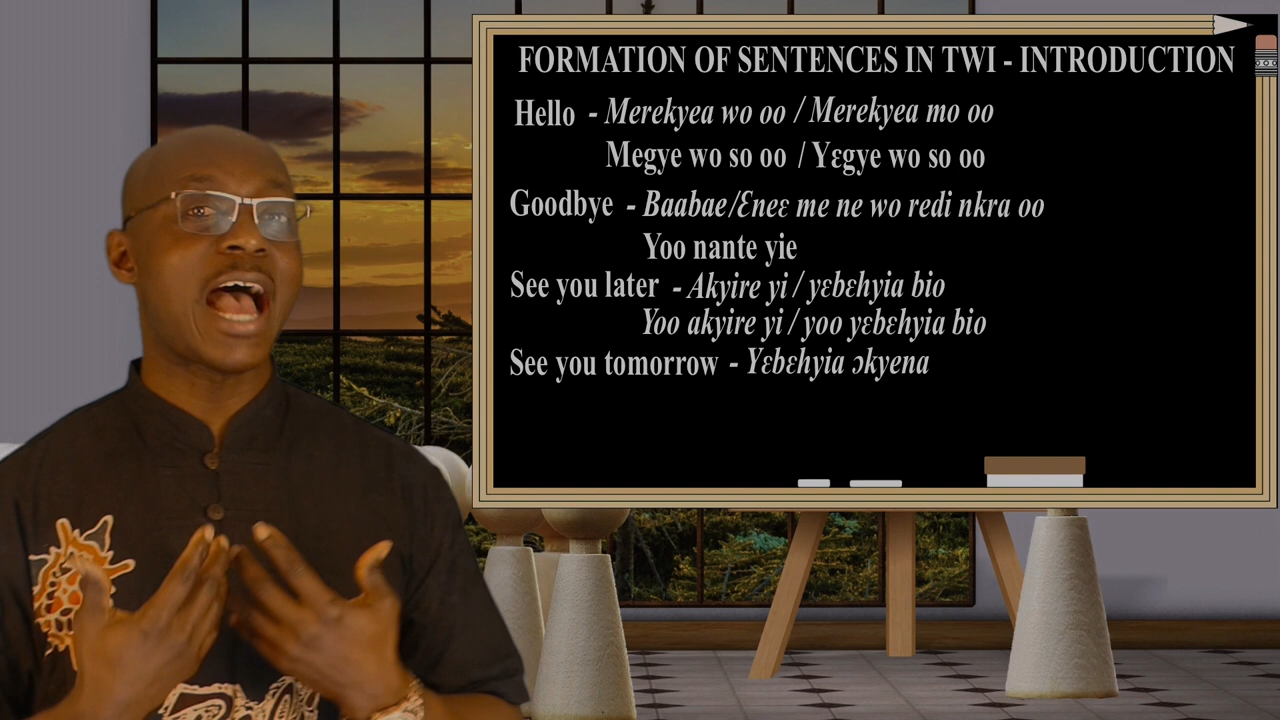 FORMATION OF SENTENCES IN TWI - INTRODUCTION
Hello - Merekyea wo oo / Merekyea mo oo
Megye wo so oo / Yɛgye wo so oo
Goodbye - Baabae/Ɛneɛ me ne wo redi nkra oo
Yoo nante yie
See you later - Akyire yi / yɛbɛhyia bio
Yoo akyire yi / yoo yɛbɛhyia bio
See you tomorrow - Yɛbɛhyia ɔkyena